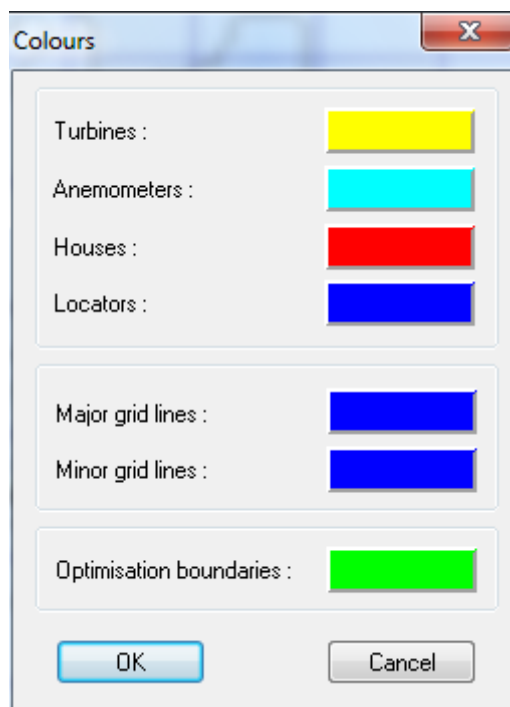 Colours
Turbines :
Anemometers :
Houses :
Locators :
Major grid lines :
Minor grid lines :
Optimisation boundaries :
OK
Cancel